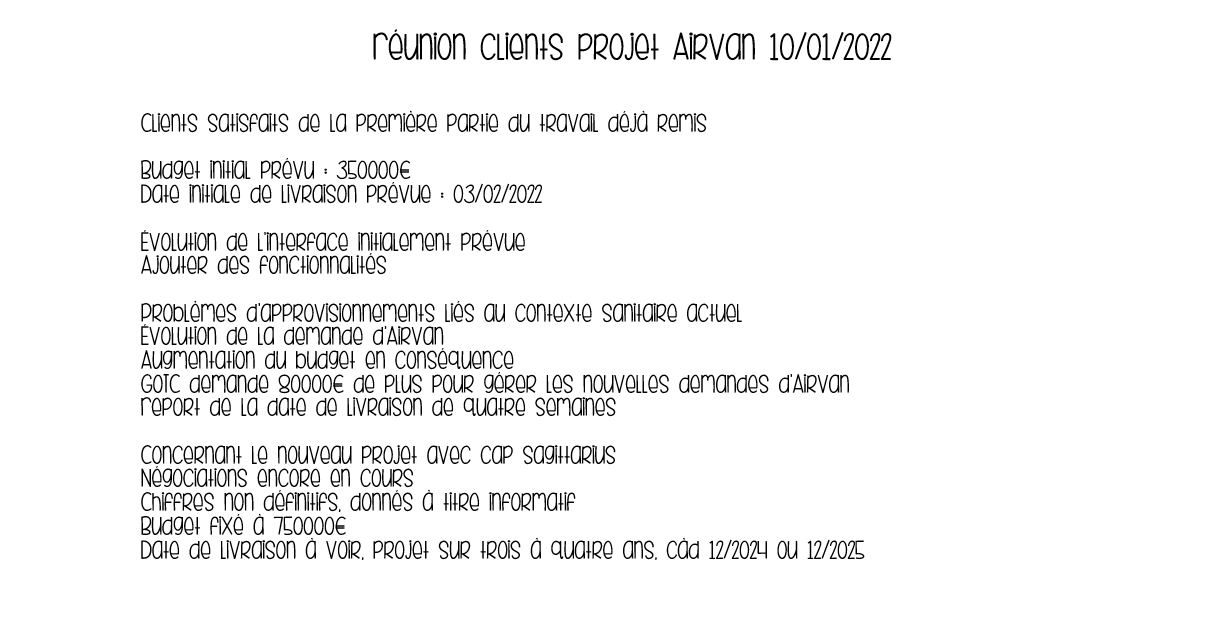 Réunion clients projet Airvan 10/01/2022
Clients satisfaits de la première partie du travail déjà remis
Budget initial prévu : 350000€
Date initiale de livraison prévue : 03/02/2022
Évolution de l'interface initialement prévue
Ajouter des fonctionnalités
Problèmes d'approvisionnements liés au contexte sanitaire actuel
Évolution de la demande d'Airvan
Augmentation du budget en conséquence
GOTC demande 80000€ de plus pour gérer les nouvelles demandes d'Airvan
Report de la date de livraison de quatre semaines
Concernant le nouveau projet avec Cap Sagittarius
Négociations encore en cours
Chiffres non définitifs, donnés à titre informatif
Budget fixé à 750000€
Date de livraison à voir, projet sur trois à quatre ans, càd 12/2024 ou 12/2025